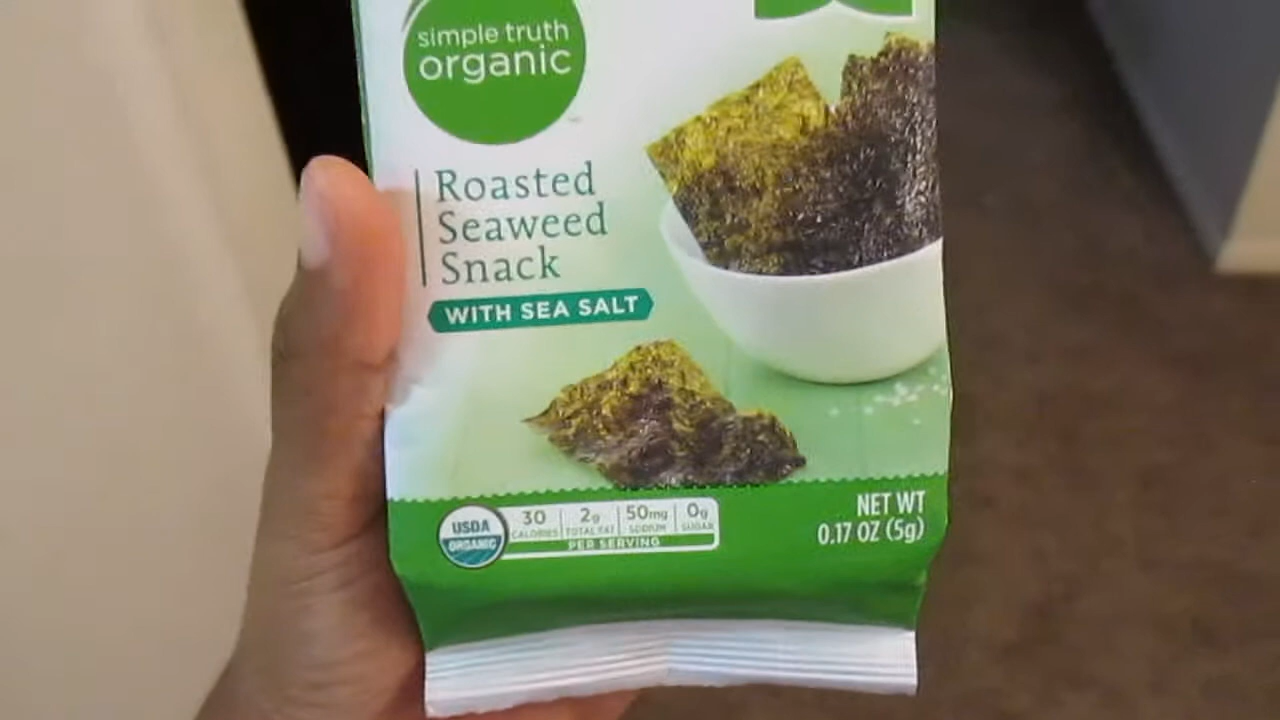 simple truth
organic
Roasted
Seaweed
Snack
WITH SEA SALT
USDA
ORGANIC
30 2g 50mg 0g
CALORIES TOTAL FAT SODIUM SUGAR
PER SERVING
NET WT
0.17 OZ (5g)